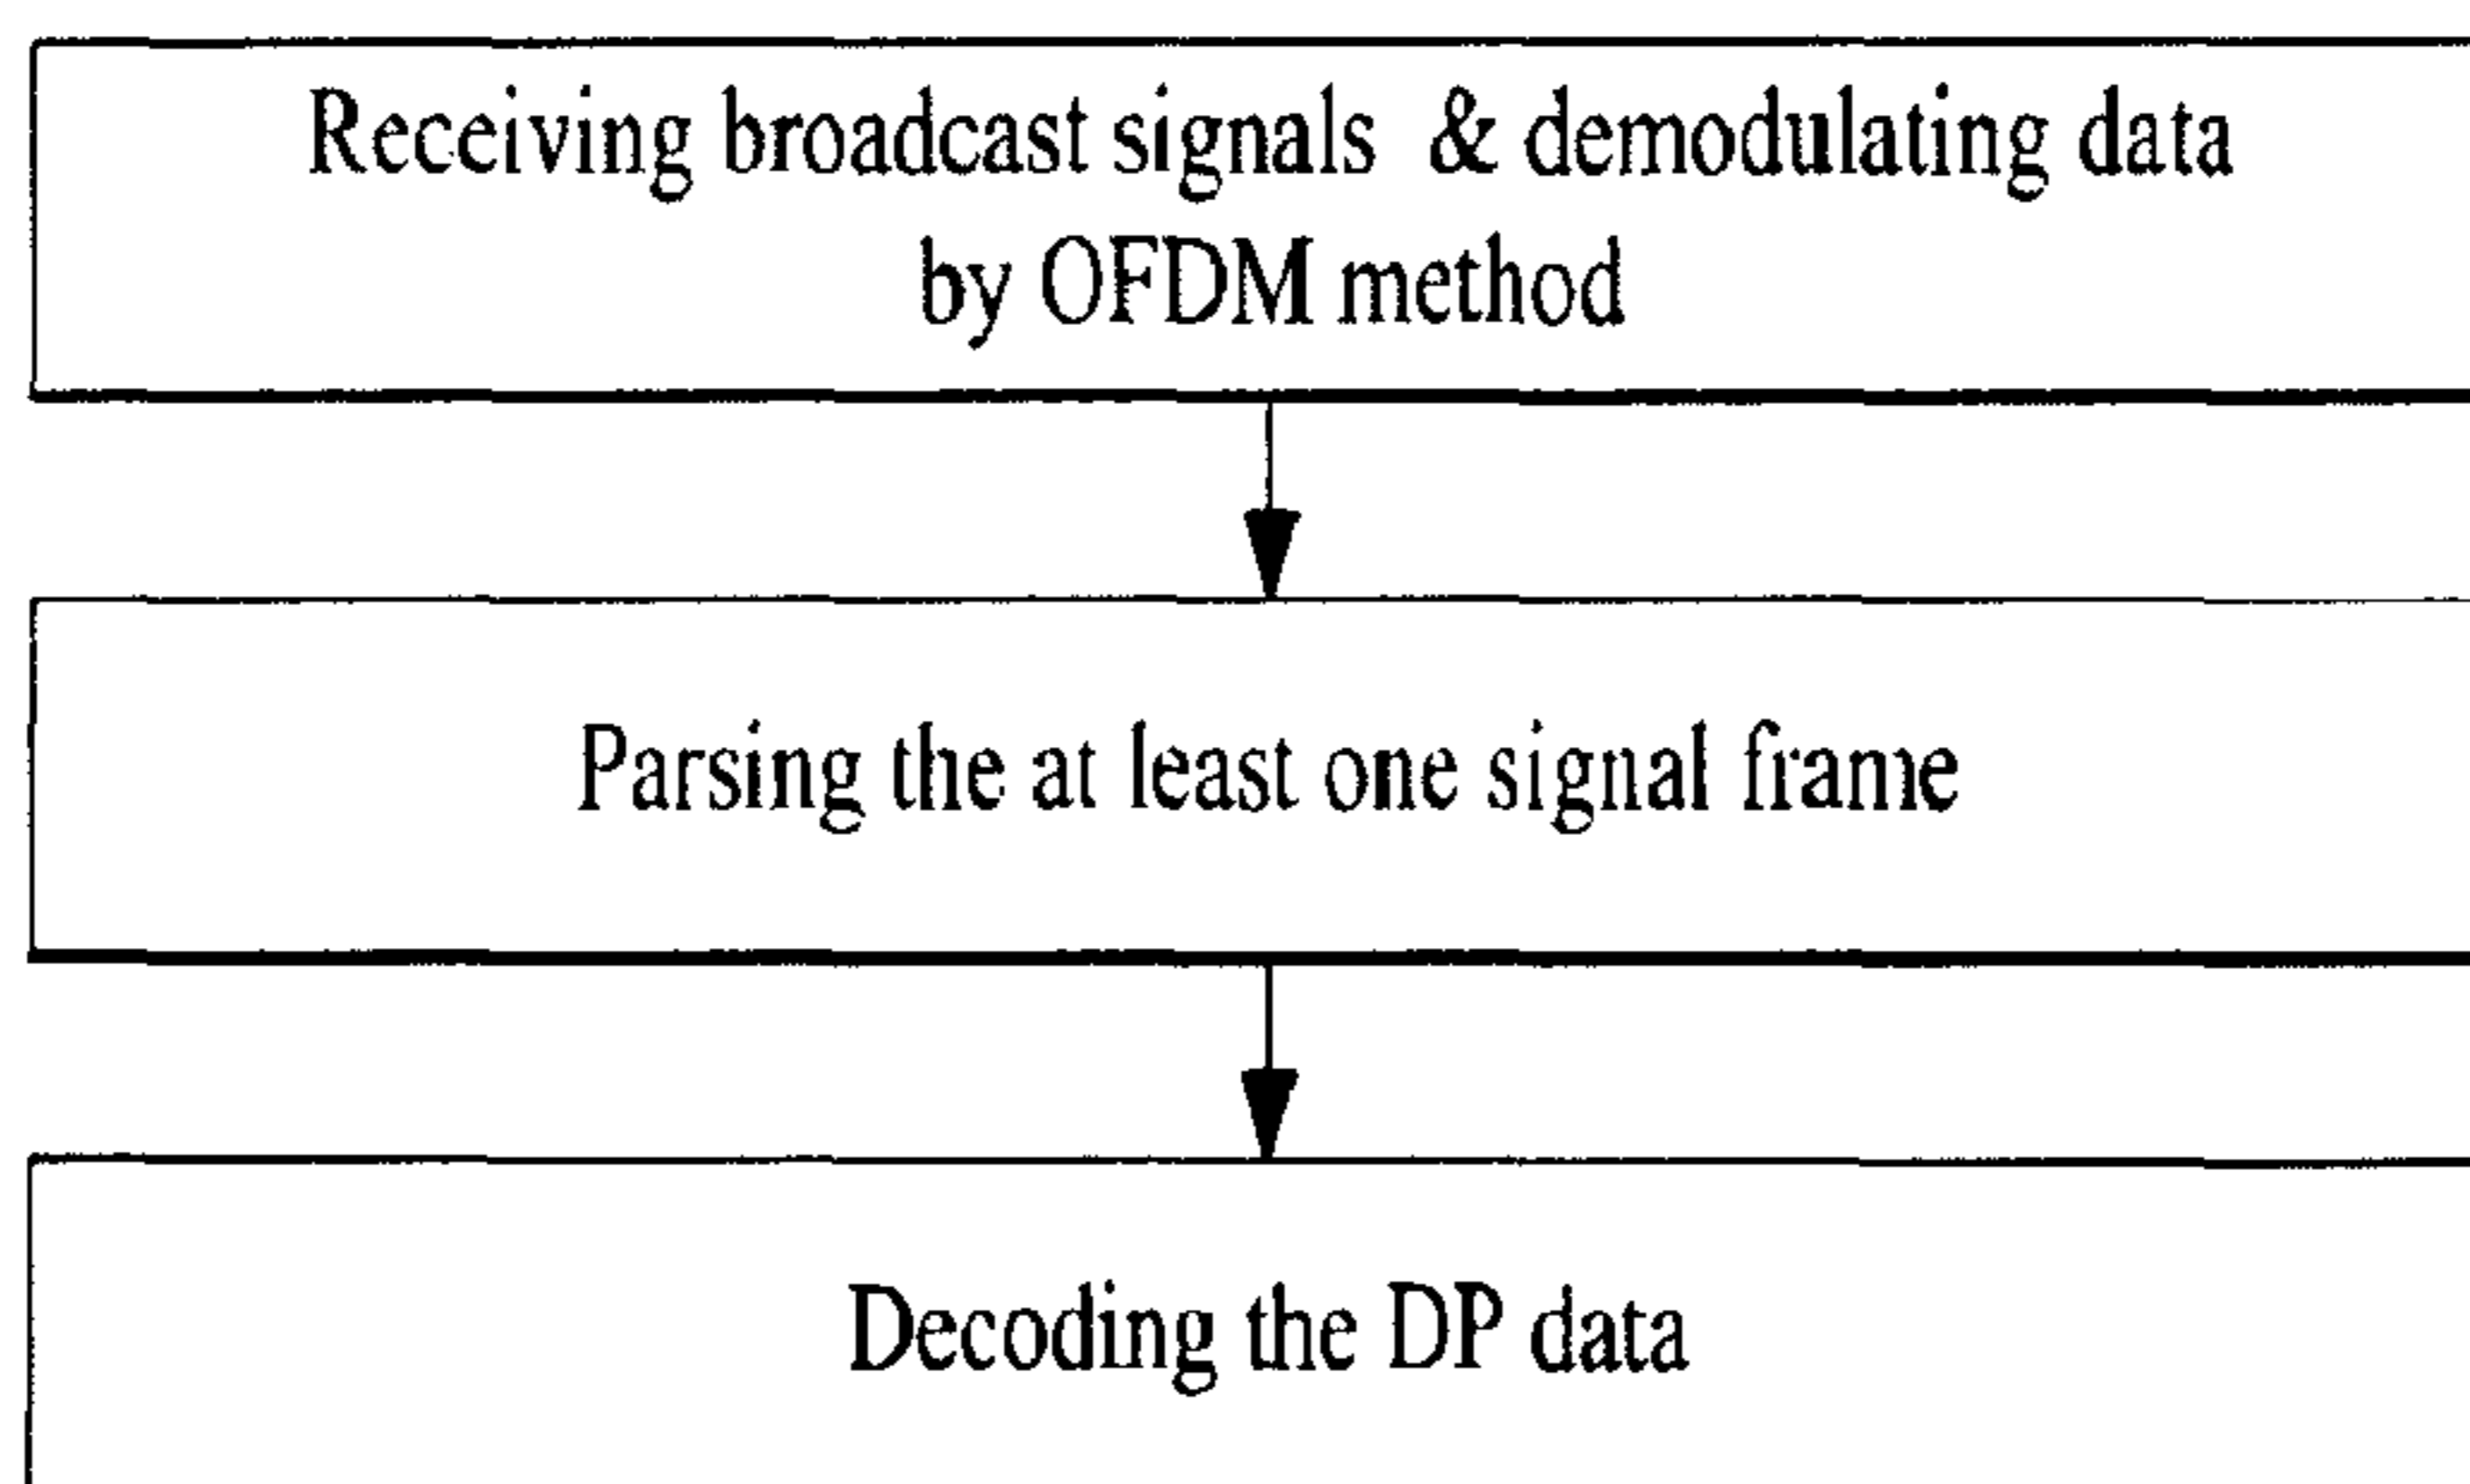 Receiving broadcast signals & demodulating data
by OFDM method
Parsing the at least one signal frame
Decoding the DP data